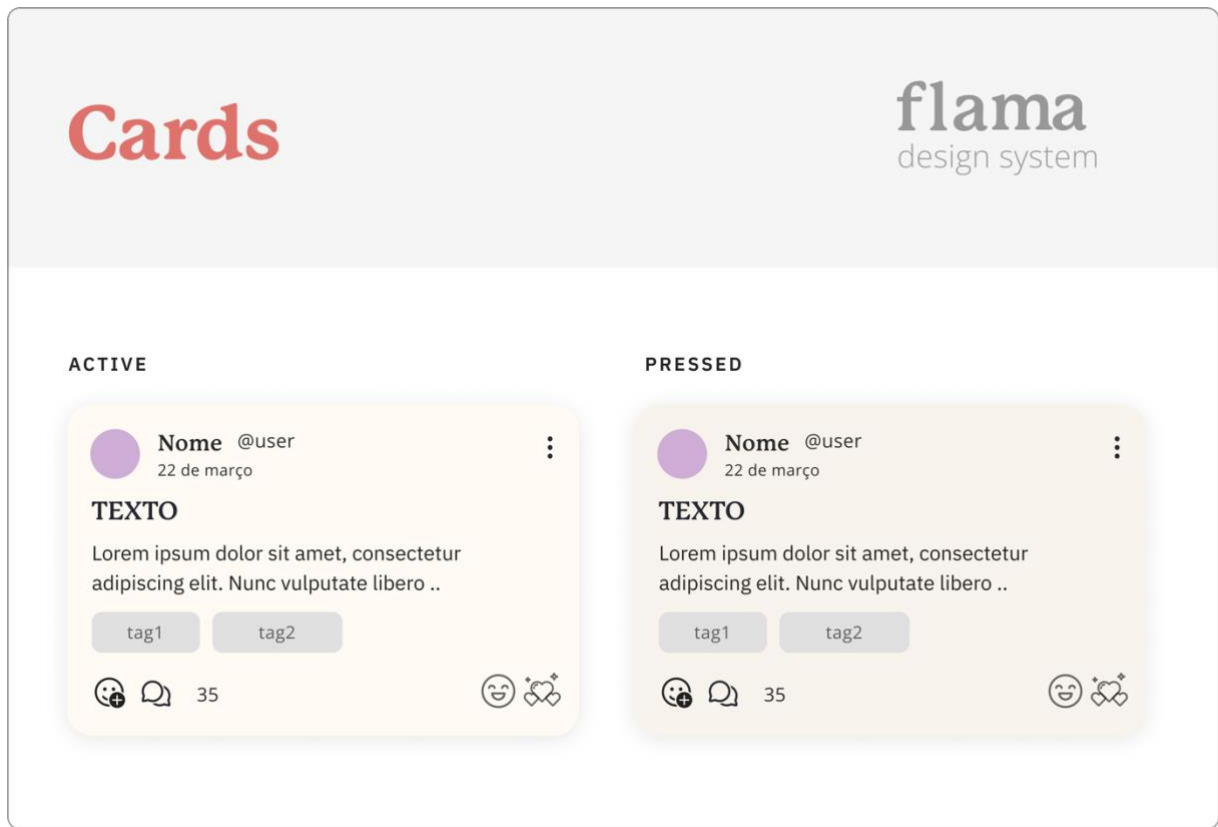 Cards
flama
design system
ACTIVE
Nome @user
22 de março
TEXTO
Lorem ipsum dolor sit amet, consectetur
adipiscing elit. Nunc vulputate libero ..
tag1 tag2
35
PRESSED
Nome @user
22 de março
TEXTO
Lorem ipsum dolor sit amet, consectetur
adipiscing elit. Nunc vulputate libero ..
tag1 tag2
35